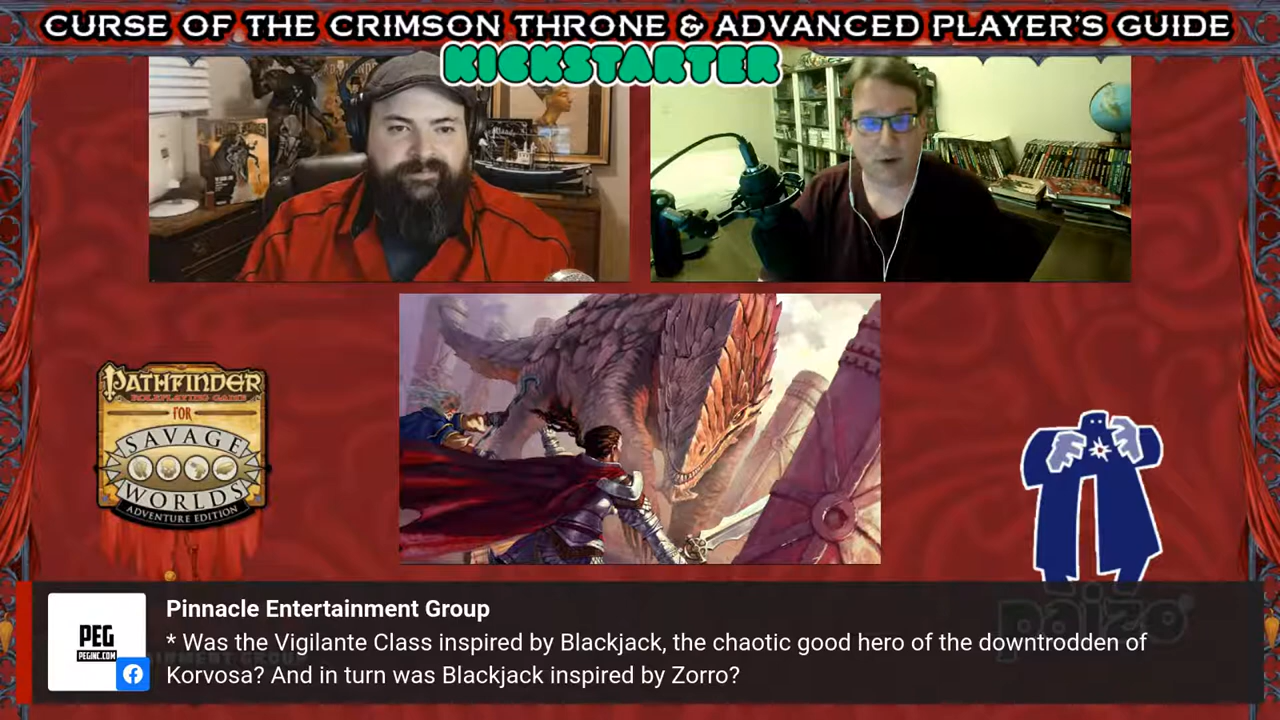 CURSE OF THE CRIMSON THRONE & ADVANCED PLAYER'S GUIDE
KICKSTARTER
PATHFINDER
ROLEPLAYING GAME
FOR
SAVAGE
WORLDS
ADVENTURE EDITION
paizo
PEG
PEGINC.COM
Pinnacle Entertainment Group
* Was the Vigilante Class inspired by Blackjack, the chaotic good hero of the downtrodden of
Korvosa? And in turn was Blackjack inspired by Zorro?